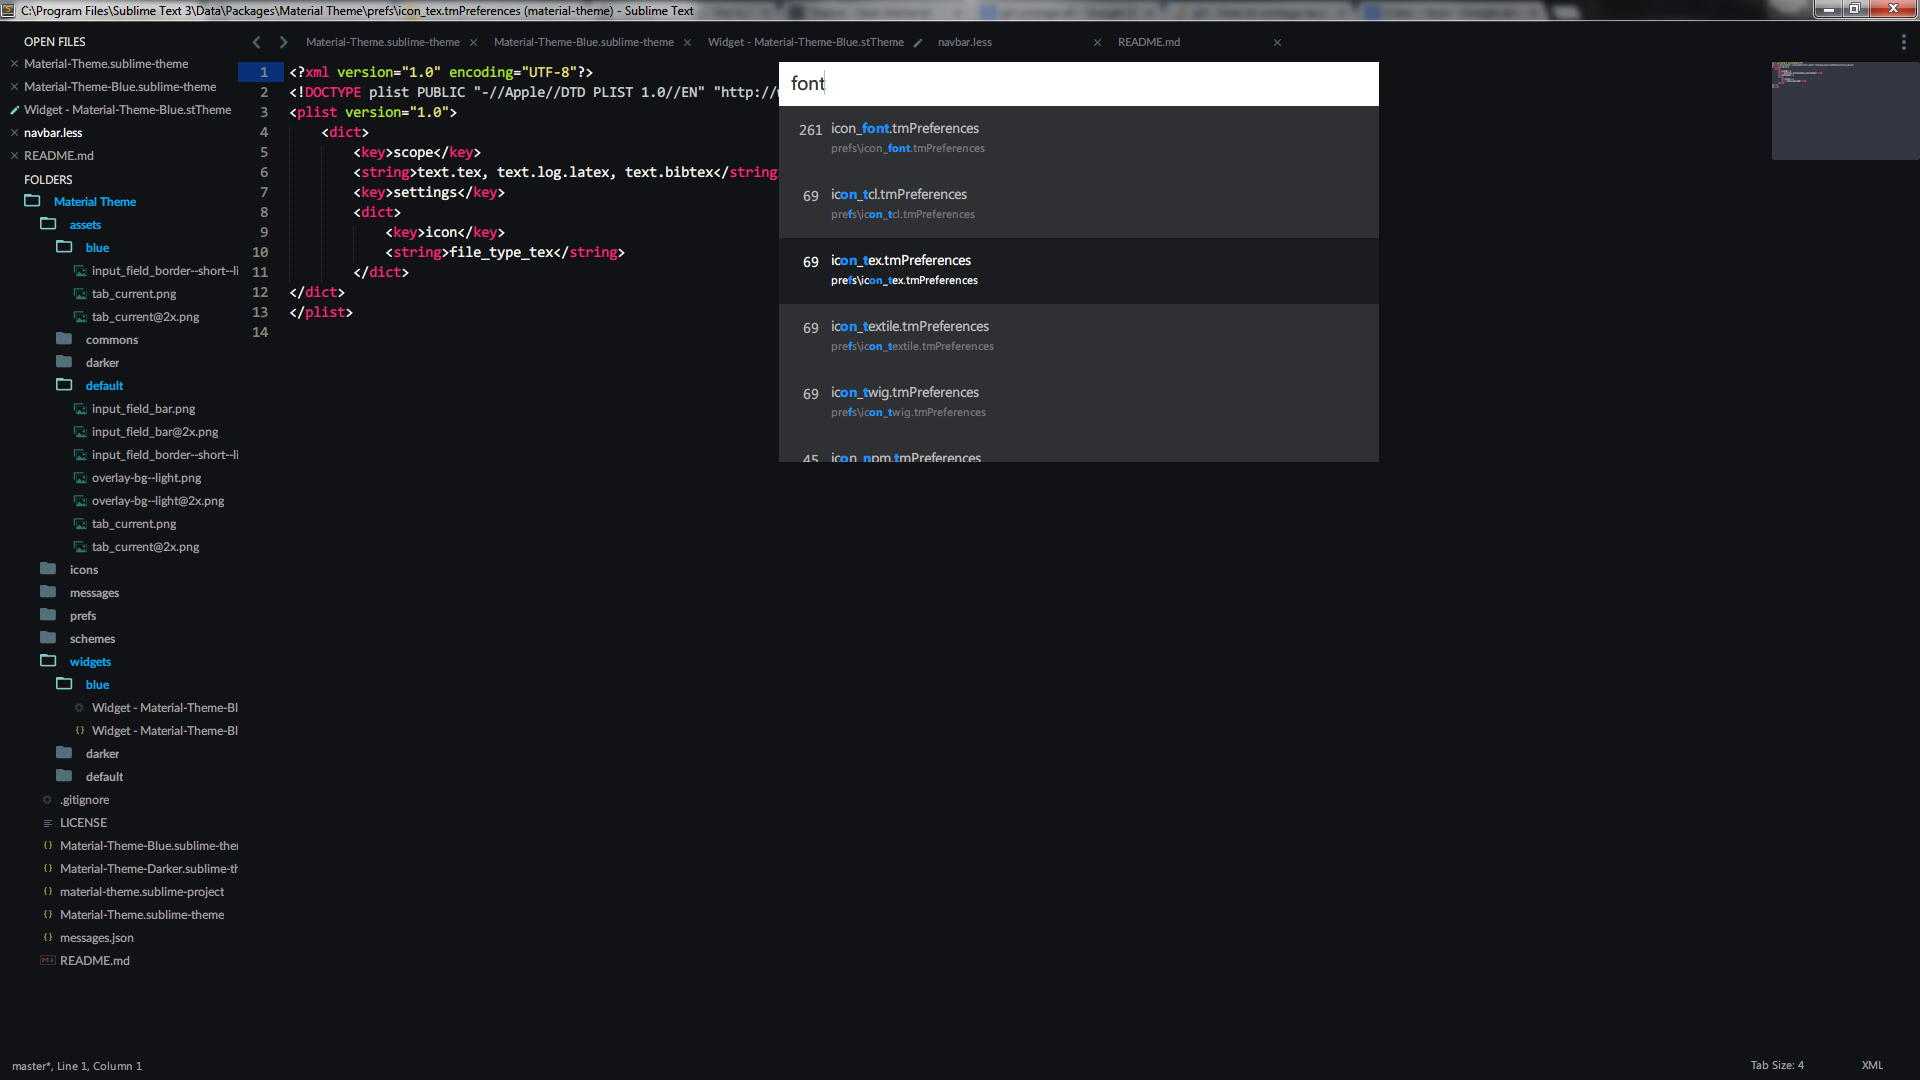 C:\Program Files\Sublime Text 3\Data\Packages\Material Theme\prefs\icon_tex.tmPreferences (material-theme) - Sublime Text
OPEN FILES
Material-Theme.sublime-theme
Material-Theme-Blue.sublime-theme
Widget - Material-Theme-Blue.stTheme
navbar.less
README.md
FOLDERS
Material Theme
assets
blue
input_field_border--short--li
tab_current.png
tab_current@2x.png
commons
darker
default
input_field_bar.png
input_field_bar@2x.png
input_field_border--short--li
overlay-bg--light.png
overlay-bg--light@2x.png
tab_current.png
tab_current@2x.png
icons
messages
prefs
schemes
widgets
blue
Widget - Material-Theme-Bl
{} Widget - Material-Theme-Bl
darker
default
.gitignore
LICENSE
{} Material-Theme-Blue.sublime-the
{} Material-Theme-Darker.sublime-th
{} material-theme.sublime-project
{} Material-Theme.sublime-theme
{} messages.json
README.md
Material-Theme.sublime-theme Material-Theme-Blue.sublime-theme Widget - Material-Theme-Blue.stTheme navbar.less README.md
1 <?xml version="1.0" encoding="UTF-8"?>
2 <!DOCTYPE plist PUBLIC "-//Apple//DTD PLIST 1.0//EN" "http://
3 <plist version="1.0">
4 <dict>
5 <key>scope</key>
6 <string>text.tex, text.log.latex, text.bibtex</string
7 <key>settings</key>
8 <dict>
9 <key>icon</key>
10 <string>file_type_tex</string>
11 </dict>
12 </dict>
13 </plist>
14
font
261 icon_font.tmPreferences
prefs\icon_font.tmPreferences
69 icon_tcl.tmPreferences
prefs\icon_tcl.tmPreferences
69 icon_tex.tmPreferences
prefs\icon_tex.tmPreferences
69 icon_textile.tmPreferences
prefs\icon_textile.tmPreferences
69 icon_twig.tmPreferences
prefs\icon_twig.tmPreferences
45 icon_npm.tmPreferences
master*, Line 1, Column 1
Tab Size: 4 XML